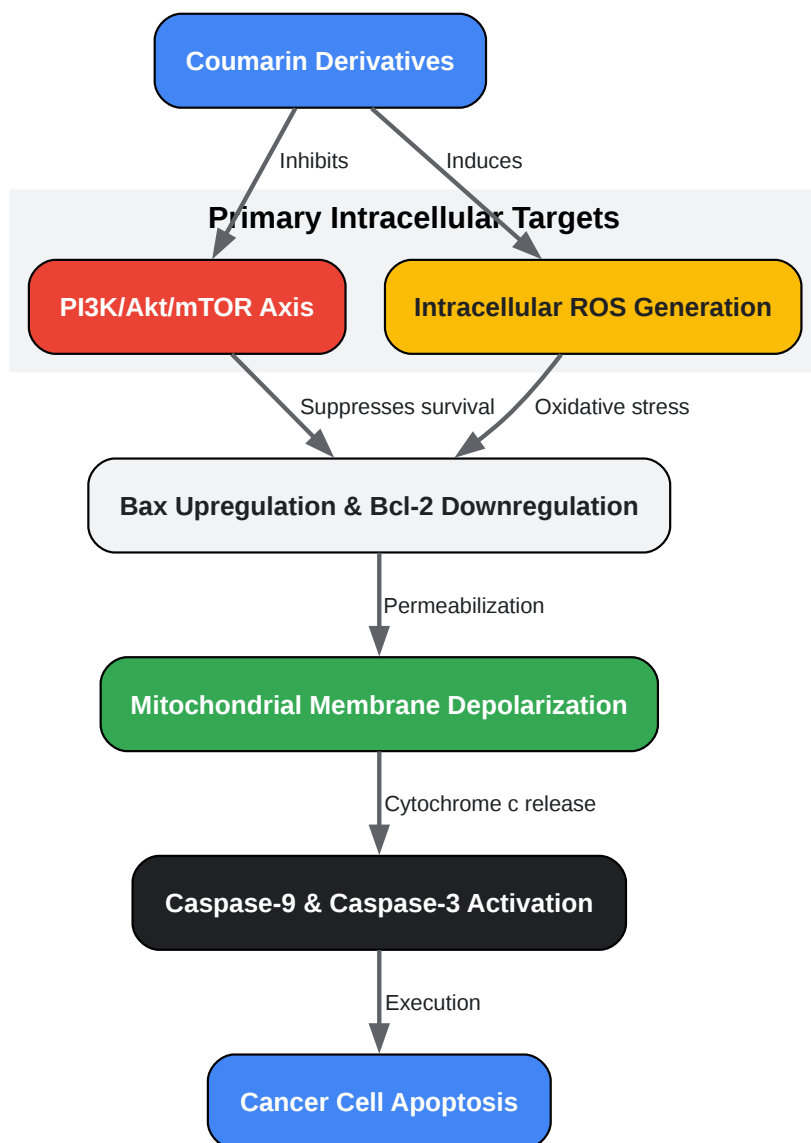 Coumarin Derivatives
Inhibits
Induces
Primary Intracellular Targets
PI3K/Akt/mTOR Axis
Intracellular ROS Generation
Suppresses survival
Oxidative stress
Bax Upregulation & Bcl-2 Downregulation
Permeabilization
Mitochondrial Membrane Depolarization
Cytochrome c release
Caspase-9 & Caspase-3 Activation
Execution
Cancer Cell Apoptosis